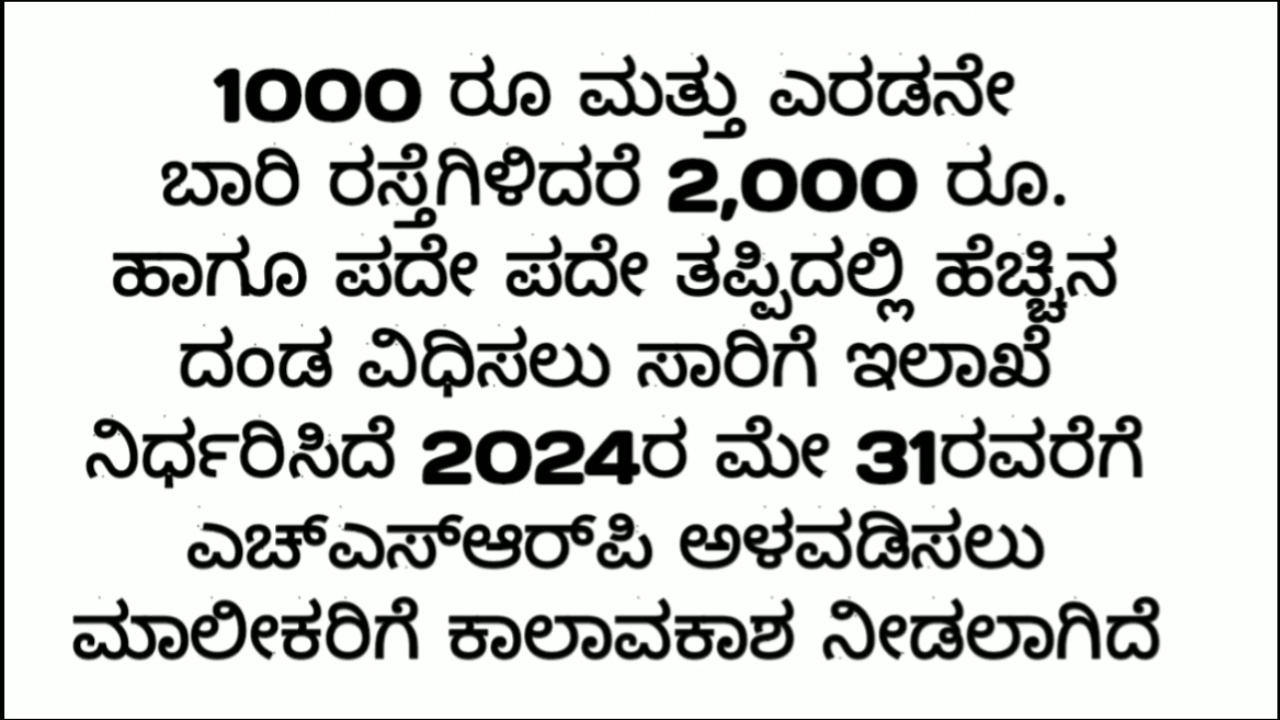 1000 ರೂ ಮತ್ತು ಎರಡನೇ
ಬಾರಿ ರಸ್ತೆಗಿಳಿದರೆ 2,000 ರೂ.
ಹಾಗೂ ಪದೇ ಪದೇ ತಪ್ಪಿದಲ್ಲಿ ಹೆಚ್ಚಿನ
ದಂಡ ವಿಧಿಸಲು ಸಾರಿಗೆ ಇಲಾಖೆ
ನಿರ್ಧರಿಸಿದೆ 2024ರ ಮೇ 31ರವರೆಗೆ
ಎಚ್ಎಸ್ಆರ್ಪಿ ಅಳವಡಿಸಲು
ಮಾಲೀಕರಿಗೆ ಕಾಲಾವಕಾಶ ನೀಡಲಾಗಿದೆ